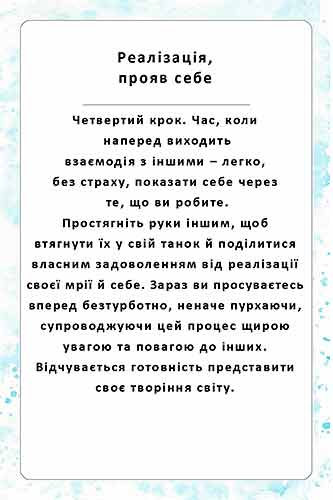 Реалізація,
прояв себе
Четвертий крок. Час, коли
наперед виходить
взаємодія з іншими – легко,
без страху, показати себе через
те, що ви робите.
Простягніть руки іншим, щоб
втягнути їх у свій танок й поділитися
власним задоволенням від реалізації
своєї мрії й себе. Зараз ви просуваєтесь
вперед безтурботно, неначе пурхаючи,
супроводжуючи цей процес щирою
увагою та повагою до інших.
Відчувається готовність представити
своє творіння світу.